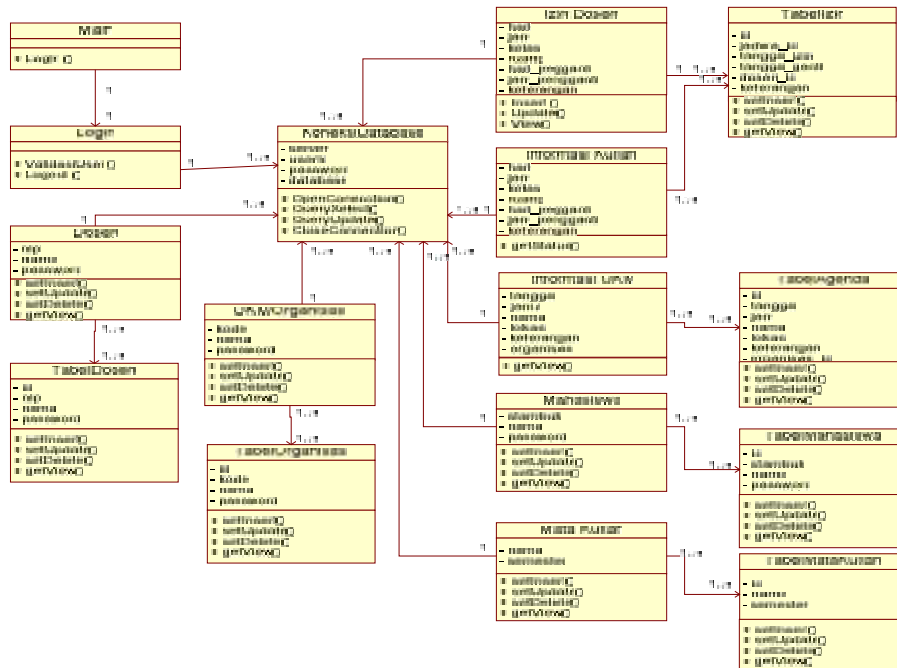 Main
+ Login ()
Login
+ ValidasiUser ()
+ Logout ()
KoneksiDatabase
- server
- users
- password
- database
+ OpenConnection()
+ QuerySelect()
+ QueryUpdate()
+ CloseConnection()
Dosen
- nip
- nama
- password
+ setInsert()
+ setUpdate()
+ setDelete()
+ getView()
TabelDosen
- id
- nip
- nama
- password
+ setInsert()
+ setUpdate()
+ setDelete()
+ getView()
UKM/Organisasi
- kode
- nama
- password
+ setInsert()
+ setUpdate()
+ setDelete()
+ getView()
TabelOrganisasi
- id
- kode
- nama
- password
+ setInsert()
+ setUpdate()
+ setDelete()
+ getView()
Izin Dosen
- hari
- jam
- kelas
- ruang
- hari_pengganti
- jam_pengganti
- keterangan
+ Insert ()
+ Update()
+ View()
TabelIzin
- id
- jadwal_id
- tanggal_izin
- tanggal_ganti
- dosen_id
- keterangan
+ setInsert()
+ setUpdate()
+ setDelete()
+ getView()
Informasi Kuliah
- hari
- jam
- kelas
- ruang
- hari_pengganti
- jam_pengganti
- keterangan
+ getStatus()
Informasi UKM
- tanggal
- jam
- nama
- lokasi
- keterangan
- organisasi
+ getView()
TabelAgenda
- id
- tanggal
- jam
- nama
- lokasi
- keterangan
- organisasi_id
+ setInsert()
+ setUpdate()
+ setDelete()
+ getView()
Mahasiswa
- stambuk
- nama
- password
+ setInsert()
+ setUpdate()
+ setDelete()
+ getView()
TabelMahasiswa
- id
- stambuk
- nama
- password
+ setInsert()
+ setUpdate()
+ setDelete()
+ getView()
Mata Kuliah
- nama
- semester
+ setInsert()
+ setUpdate()
+ setDelete()
+ getView()
TabelMataKuliah
- id
- nama
- semester
+ setInsert()
+ setUpdate()
+ setDelete()
+ getView()